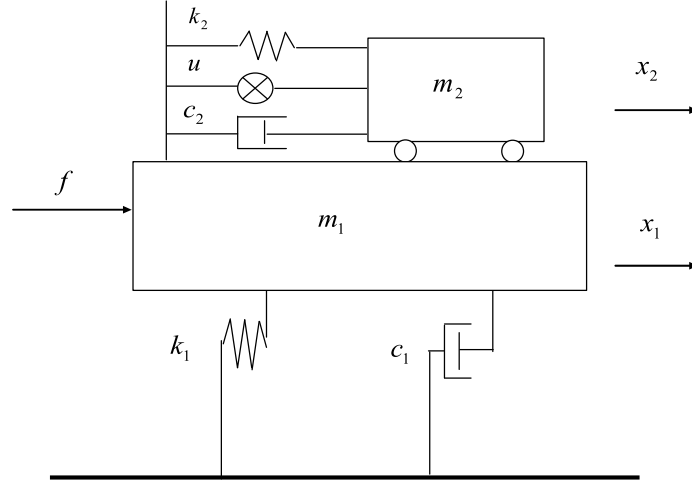 k₂
u
c₂
m₂
x₂
f
m₁
x₁
k₁
c₁